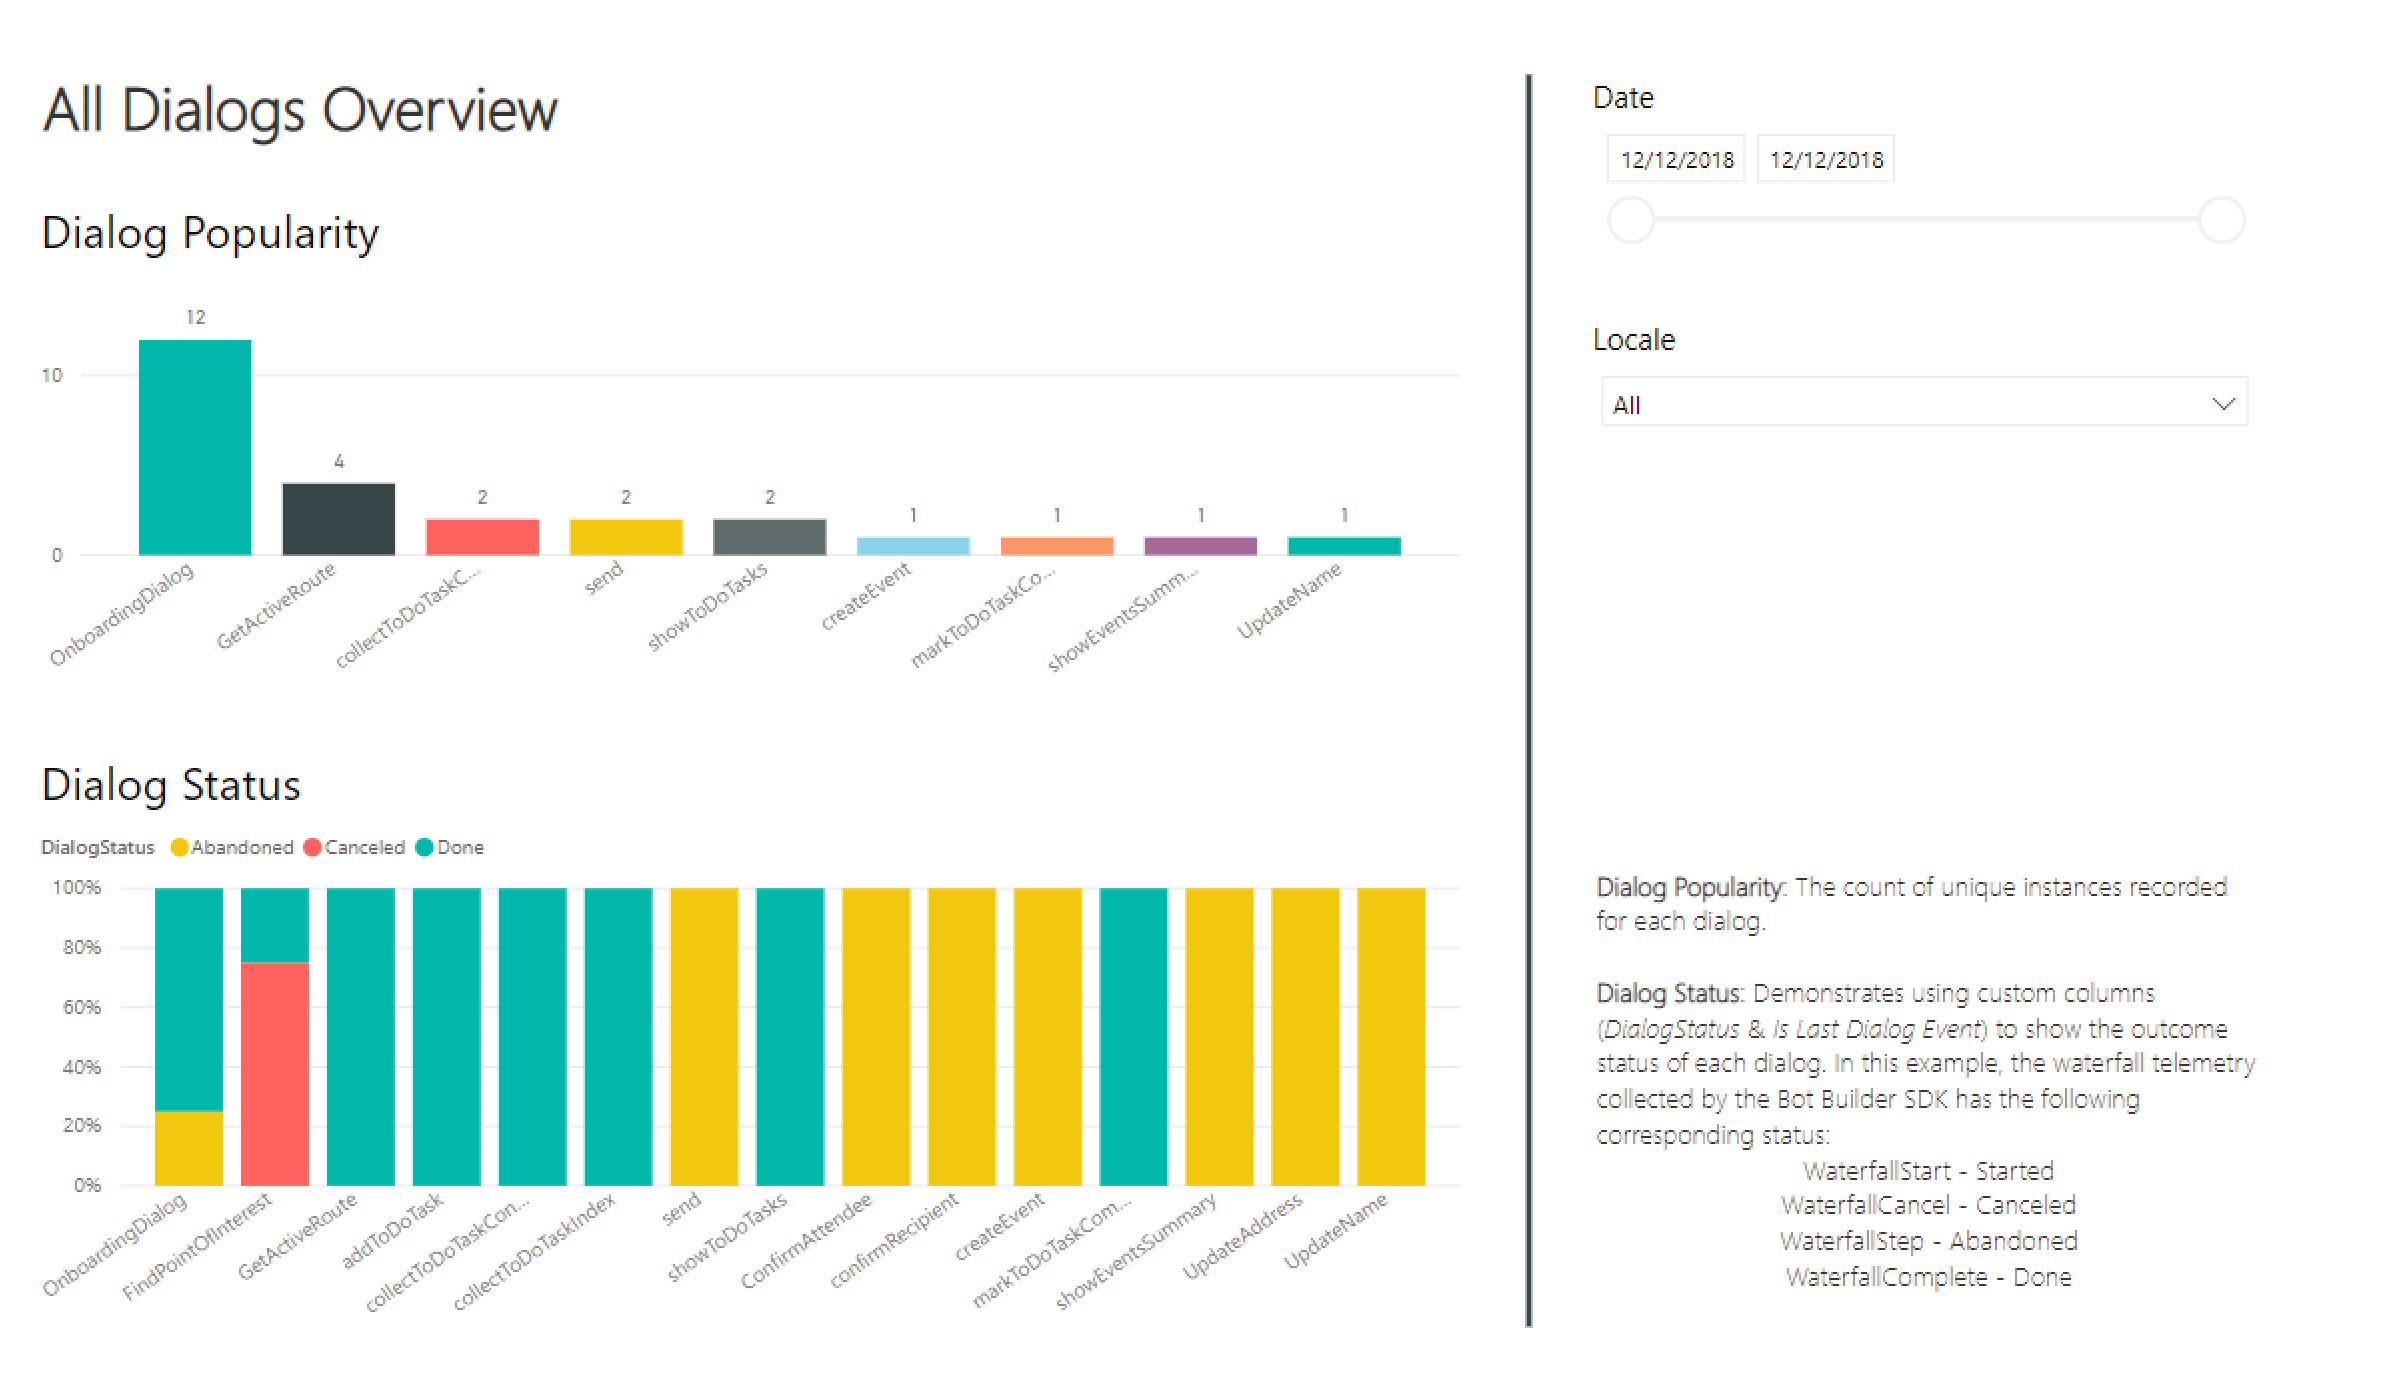 All Dialogs Overview
Dialog Popularity
12
10
4
2
2
2
1
1
1
1
0
OnboardingDialog
GetActiveRoute
collectToDoTaskC...
send
showToDoTasks
createEvent
markToDoTaskCo...
showEventsSumm...
UpdateName
Dialog Status
DialogStatus Abandoned Canceled Done
100%
80%
60%
40%
20%
0%
OnboardingDialog
FindPointOfInterest
GetActiveRoute
addToDoTask
collectToDoTaskCon...
collectToDoTaskIndex
send
showToDoTasks
ConfirmAttendee
confirmRecipient
createEvent
markToDoTaskCom...
showEventsSummary
UpdateAddress
UpdateName
Date
12/12/2018 12/12/2018
Locale
All
Dialog Popularity: The count of unique instances recorded
for each dialog.
Dialog Status: Demonstrates using custom columns
(DialogStatus & Is Last Dialog Event) to show the outcome
status of each dialog. In this example, the waterfall telemetry
collected by the Bot Builder SDK has the following
corresponding status:
WaterfallStart - Started
WaterfallCancel - Canceled
WaterfallStep - Abandoned
WaterfallComplete - Done